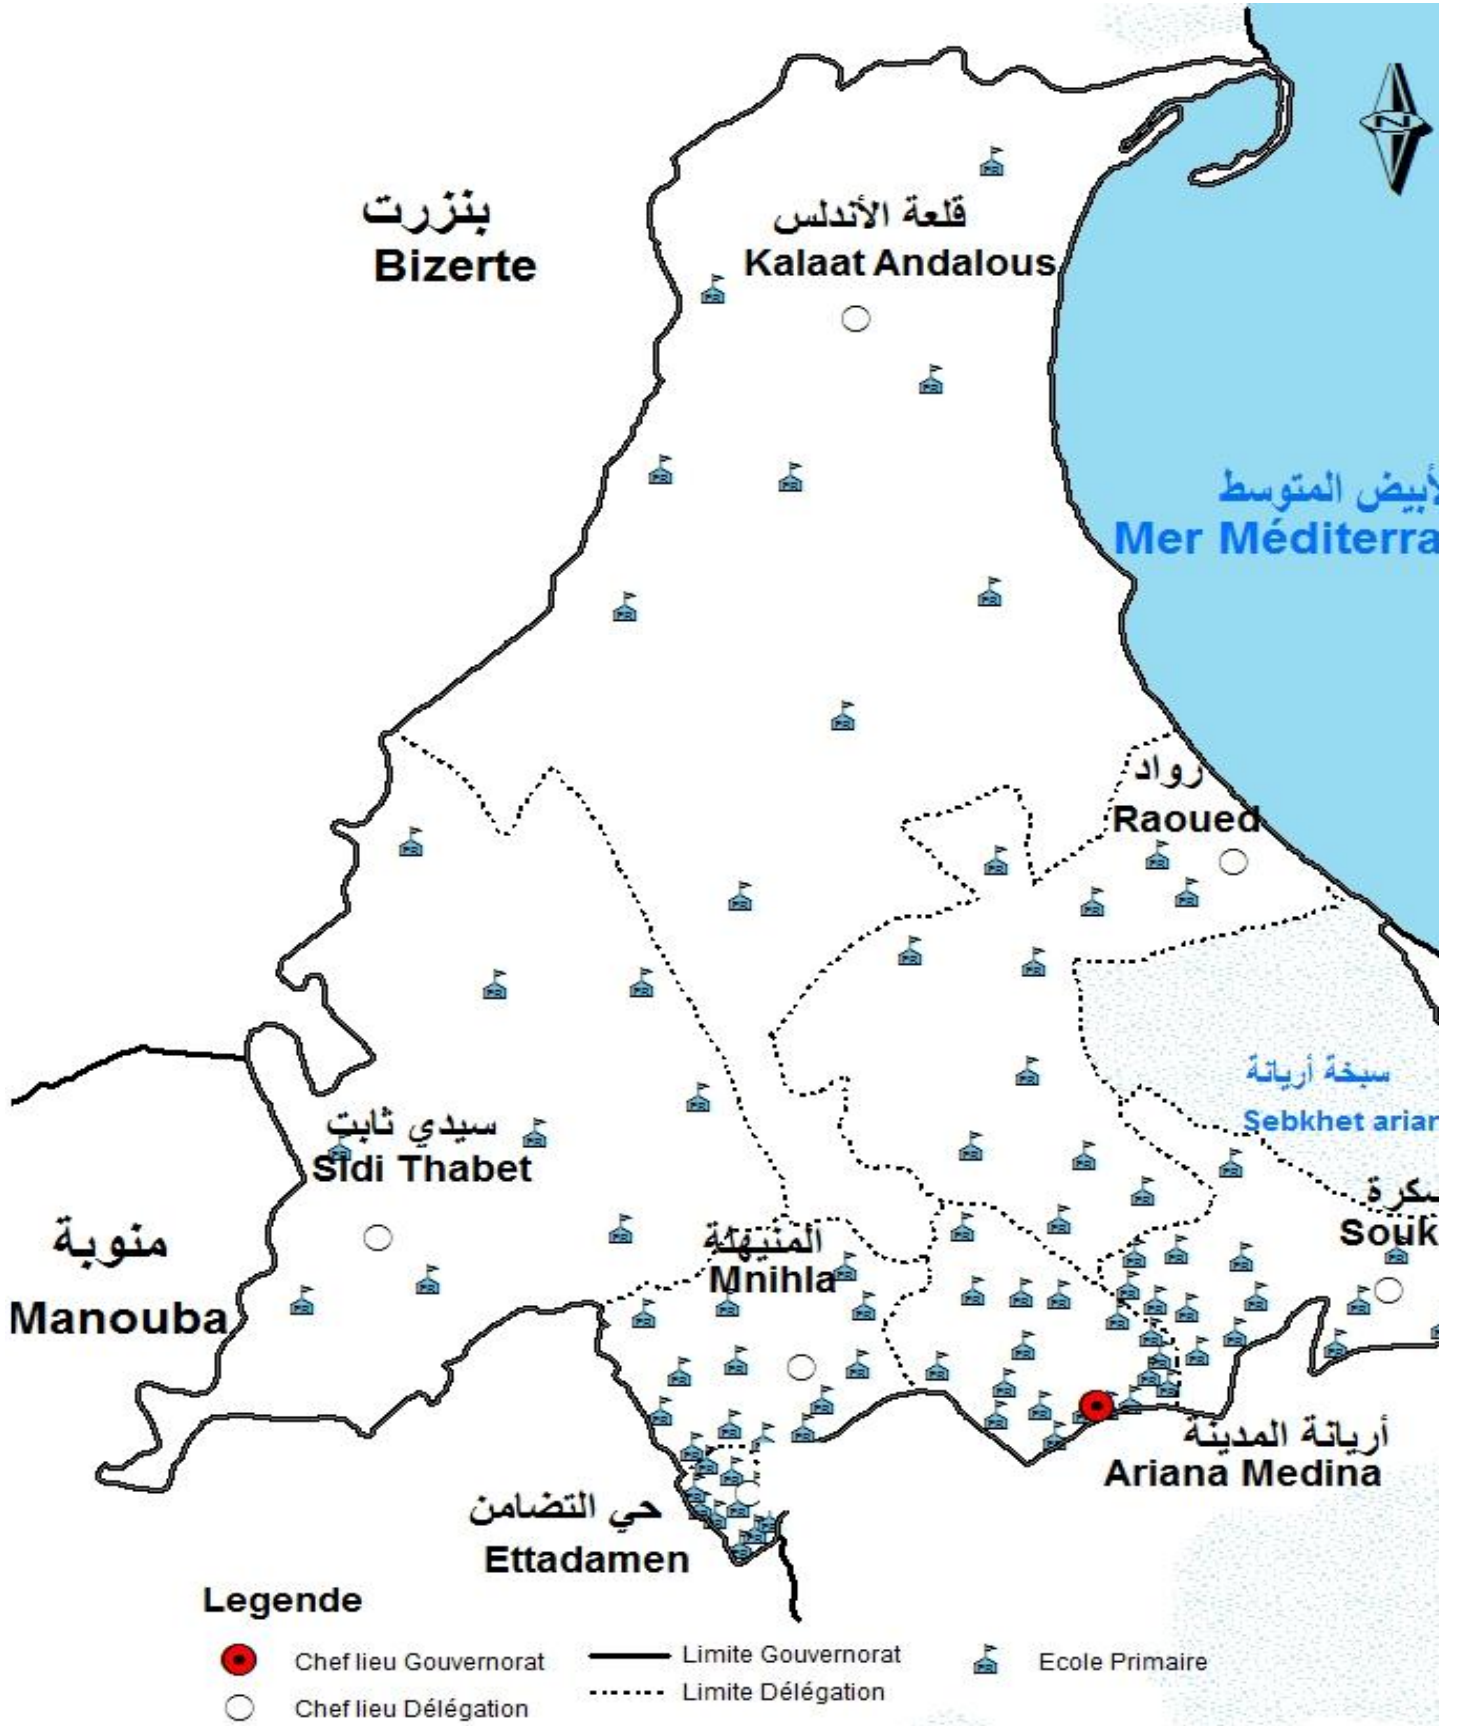 بنزرت
Bizerte
قلعة الأندلس
Kalaat Andalous
N
لأبيض المتوسط
Mer Méditerra
رواد
Raoued
سبخة أريانة
Sebkhet arian
سيدي ثابت
Sidi Thabet
سكرة
Souk
منوبة
Manouba
المنيهلة
Mnihla
أريانة المدينة
Ariana Medina
حي التضامن
Ettadamen
Legende
Chef lieu Gouvernorat
Limite Gouvernorat
Ecole Primaire
Chef lieu Délégation
Limite Délégation